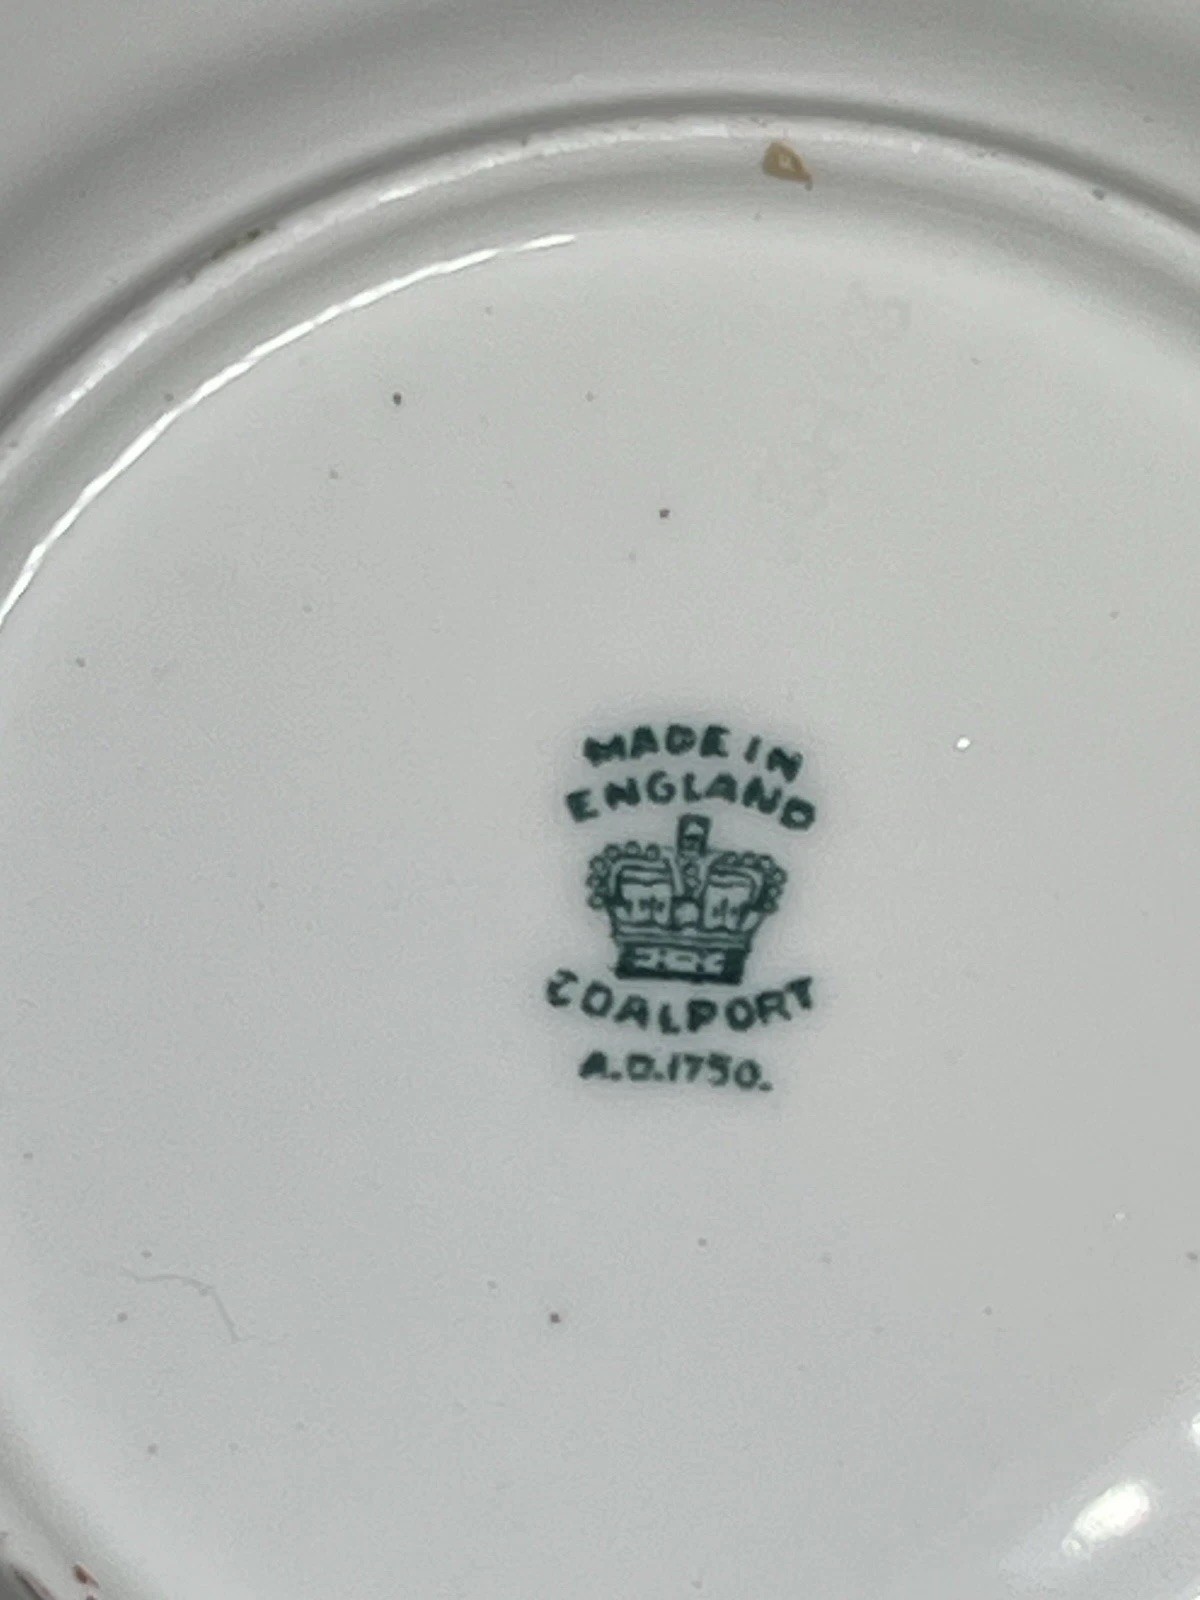 MADE IN
ENGLAND
COALPORT
A.D.1750.